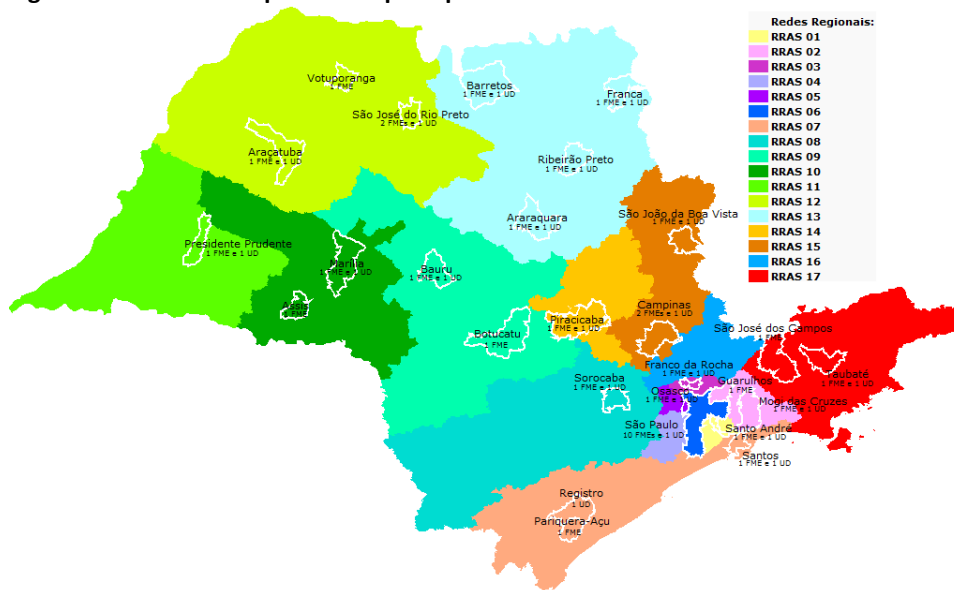 Redes Regionais:
RRAS 01
RRAS 02
RRAS 03
RRAS 04
RRAS 05
RRAS 06
RRAS 07
RRAS 08
RRAS 09
RRAS 10
RRAS 11
RRAS 12
RRAS 13
RRAS 14
RRAS 15
RRAS 16
RRAS 17
Votuporanga
1 FME
São José do Rio Preto
2 FMEs e 1 UD
Barretos
1 FME e 1 UD
Franca
1 FME e 1 UD
Araçatuba
1 FME e 1 UD
Ribeirão Preto
1 FME e 1 UD
Araraquara
1 FME e 1 UD
São João da Boa Vista
1 FME e 1 UD
Presidente Prudente
1 FME e 1 UD
Marília
1 FME e 1 UD
Bauru
1 FME e 1 UD
Assis
1 FME
Botucatu
1 FME
Piracicaba
1 FME e 1 UD
Campinas
2 FMEs e 1 UD
São José dos Campos
1 FME
Taubaté
1 FME e 1 UD
Franco da Rocha
1 FME e 1 UD
Guarulhos
1 FME
Sorocaba
1 FME e 1 UD
Osasco
1 FME e 1 UD
Mogi das Cruzes
1 FME e 1 UD
São Paulo
10 FMEs e 1 UD
Santo André
1 FME e 1 UD
Santos
1 FME e 1 UD
Registro
1 UD
Pariquera-Açu
1 FME